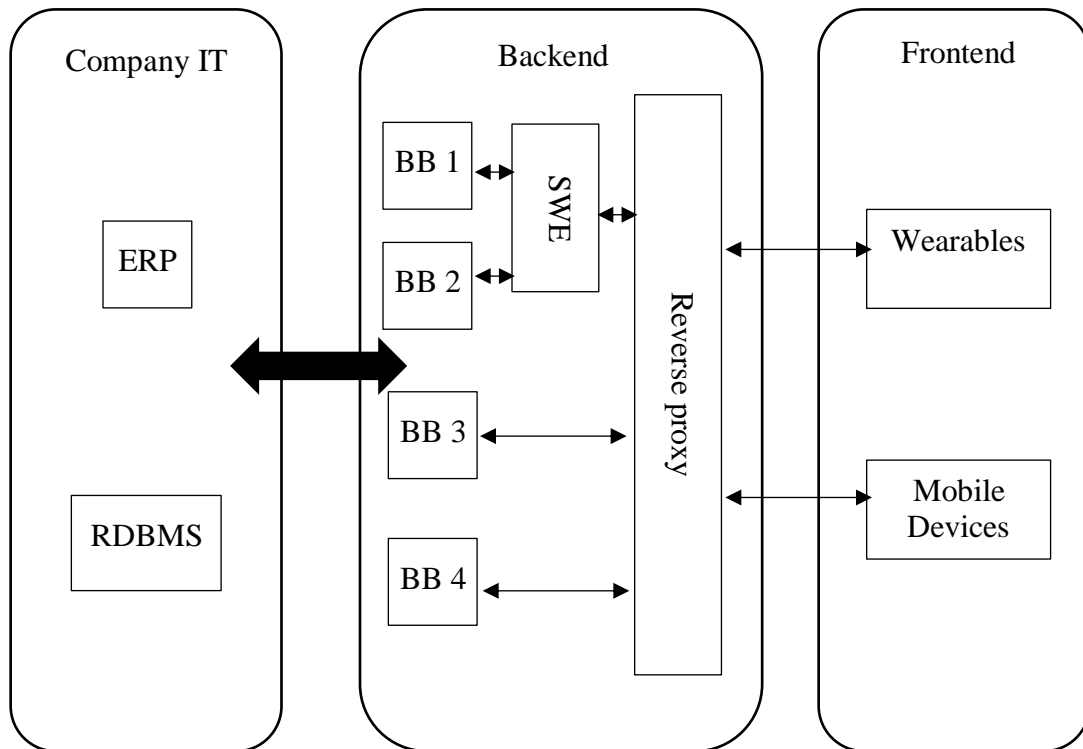 Company IT
ERP
RDBMS
Backend
BB 1
BB 2
BB 3
BB 4
SWE
Reverse proxy
Frontend
Wearables
Mobile
Devices